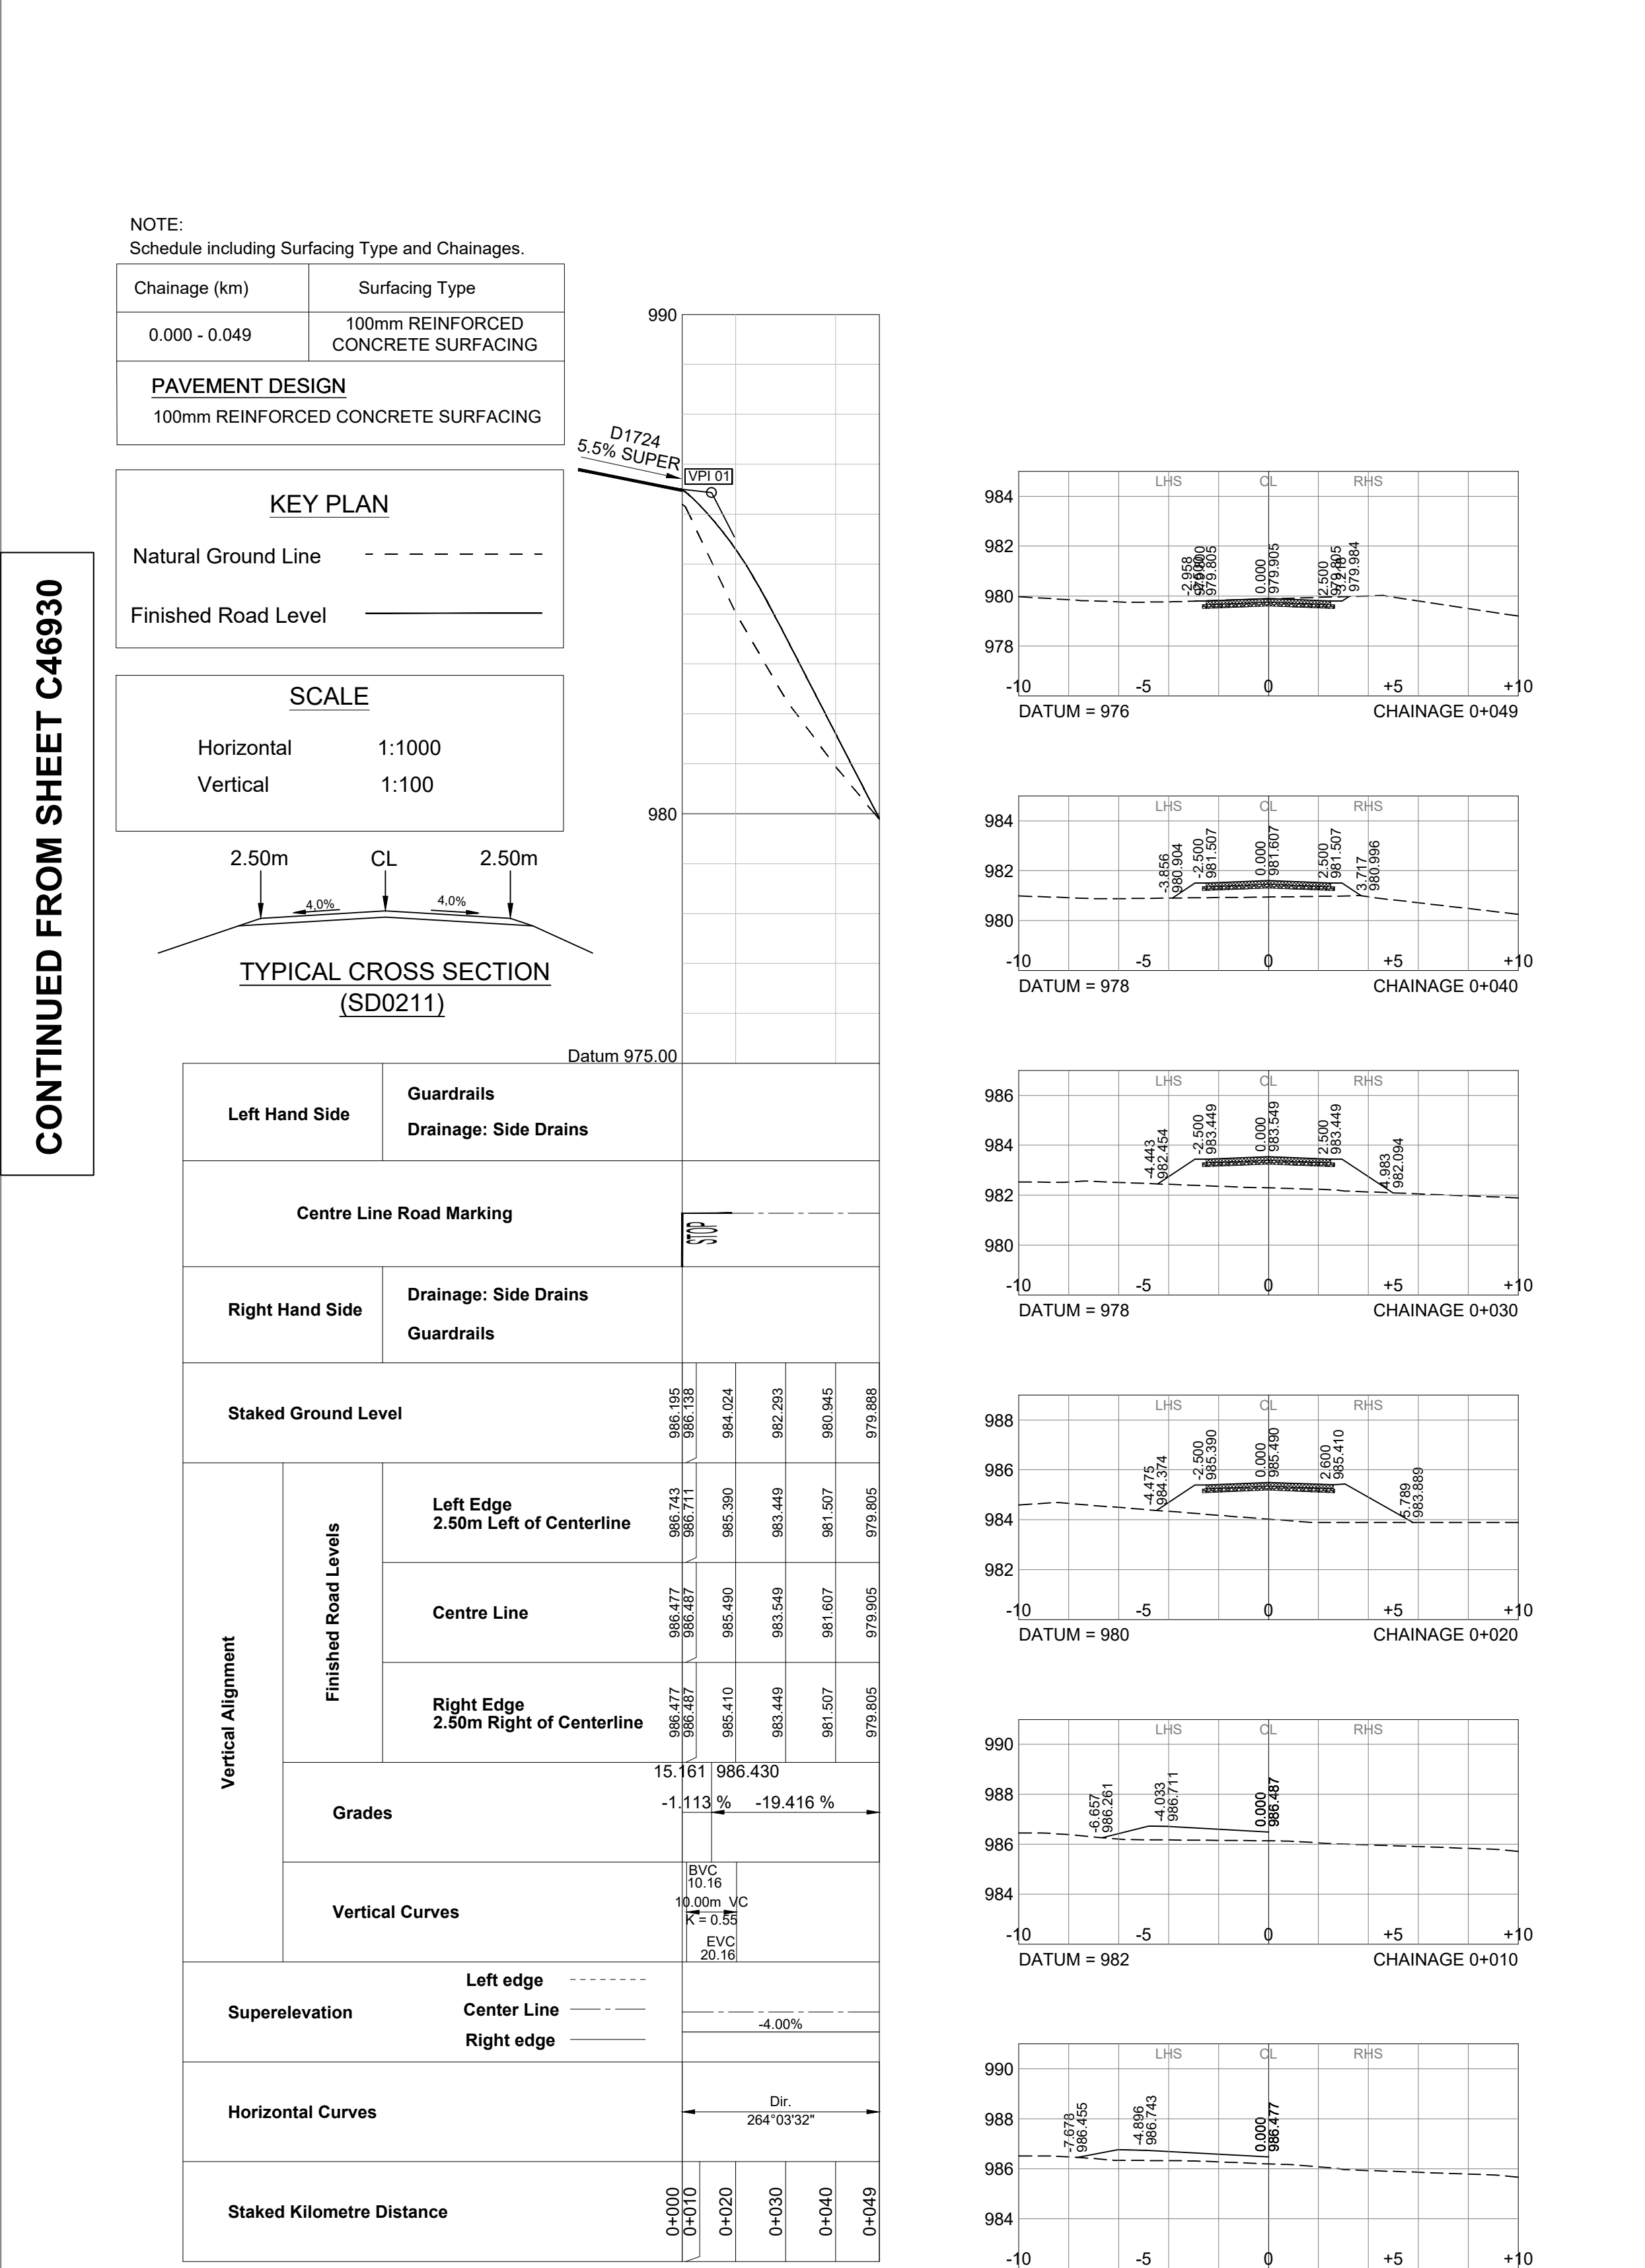 CONTINUED FROM SHEET C46930
NOTE:
Schedule including Surfacing Type and Chainages.
Chainage (km)
Surfacing Type
0.000 - 0.049
100mm REINFORCED
CONCRETE SURFACING
PAVEMENT DESIGN
100mm REINFORCED CONCRETE SURFACING
KEY PLAN
Natural Ground Line
Finished Road Level
SCALE
Horizontal 1:1000
Vertical 1:100
2.50m CL 2.50m
4,0% 4,0%
TYPICAL CROSS SECTION
(SD0211)
990
D1724
5.5% SUPER
VPI 01
980
Datum 975.00
Left Hand Side
Guardrails
Drainage: Side Drains
Centre Line Road Marking
STOP
Right Hand Side
Drainage: Side Drains
Guardrails
Staked Ground Level
986.195 986.138 984.024 982.293 980.945 979.888
Vertical Alignment
Finished Road Levels
Left Edge
2.50m Left of Centerline
986.743 986.711 985.390 983.449 981.507 979.805
Centre Line
986.477 986.487 985.490 983.549 981.607 979.905
Right Edge
2.50m Right of Centerline
986.477 986.487 985.410 983.449 981.507 979.805
Grades
15.161 986.430
-1.113 % -19.416 %
Vertical Curves
BVC
10.16
10.00m VC
K = 0.55
EVC
20.16
Superelevation
Left edge
Center Line
Right edge
-4.00%
Horizontal Curves
Dir.
264°03'32"
Staked Kilometre Distance
0+000 0+010 0+020 0+030 0+040 0+049
LHS CL RHS
984
982
980
978
-2.958
979.805
0.000
979.905
2.500
979.805
979.984
-10 -5 0 +5 +10
DATUM = 976 CHAINAGE 0+049
LHS CL RHS
984
982
980
-3.856
980.904
-2.500
981.507
0.000
981.607
2.500
981.507
3.717
980.996
-10 -5 0 +5 +10
DATUM = 978 CHAINAGE 0+040
LHS CL RHS
986
984
982
980
-4.443
982.454
-2.500
983.449
0.000
983.549
2.500
983.449
4.983
982.094
-10 -5 0 +5 +10
DATUM = 978 CHAINAGE 0+030
LHS CL RHS
988
986
984
982
-4.475
984.374
-2.500
985.390
0.000
985.490
2.600
985.410
5.789
983.889
-10 -5 0 +5 +10
DATUM = 980 CHAINAGE 0+020
LHS CL RHS
990
988
986
984
-6.657
986.261
-4.033
986.711
0.000
986.487
-10 -5 0 +5 +10
DATUM = 982 CHAINAGE 0+010
LHS CL RHS
990
988
986
984
-7.673
986.455
-4.896
986.743
0.000
986.477
-10 -5 0 +5 +10